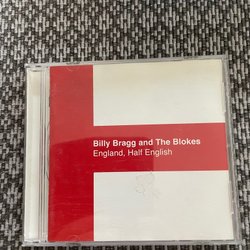 Billy Bragg and The Blokes
England, Half English